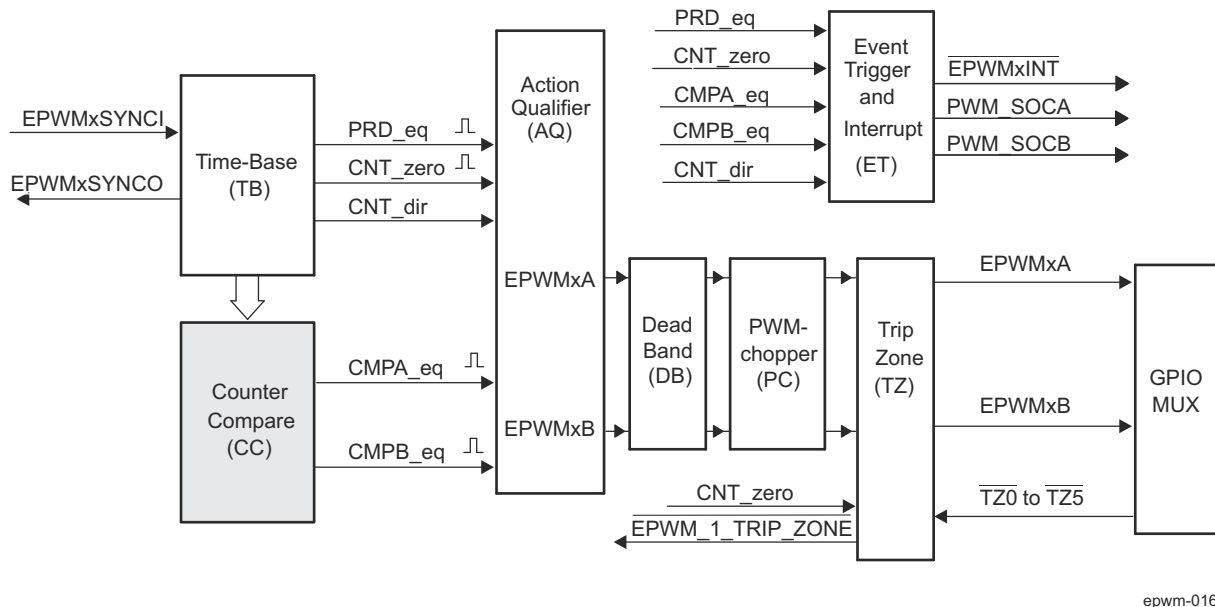 EPWMxSYNCI
EPWMxSYNCO
Time-Base
(TB)
PRD_eq
CNT_zero
CNT_dir
Counter
Compare
(CC)
CMPA_eq
CMPB_eq
Action
Qualifier
(AQ)
EPWMxA
EPWMxB
PRD_eq
CNT_zero
CMPA_eq
CMPB_eq
CNT_dir
Event
Trigger
and
Interrupt
(ET)
EPWMxINT
PWM_SOCA
PWM_SOCB
Dead
Band
(DB)
PWM-
chopper
(PC)
Trip
Zone
(TZ)
CNT_zero
EPWM_1_TRIP_ZONE
EPWMxA
EPWMxB
TZ0 to TZ5
GPIO
MUX
epwm-016